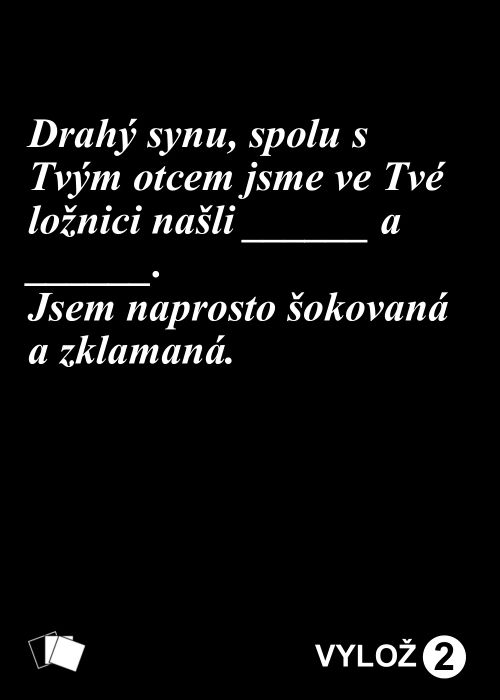 Drahý synu, spolu s
Tvým otcem jsme ve Tvé
ložnici našli ______ a
______.
Jsem naprosto šokovaná
a zklamaná.
VYLOŽ 2